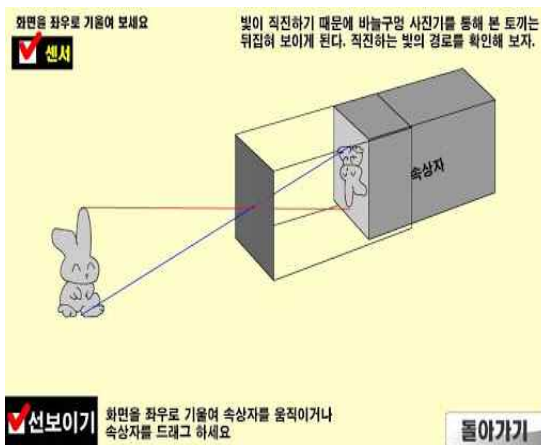 화면을 좌우로 기울여 보세요
센서
빛이 직진하기 때문에 바늘구멍 사진기를 통해 본 토끼는
뒤집혀 보이게 된다. 직진하는 빛의 경로를 확인해 보자.
속상자
선보이기
화면을 좌우로 기울여 속상자를 움직이거나
속상자를 드래그 하세요
돌아가기